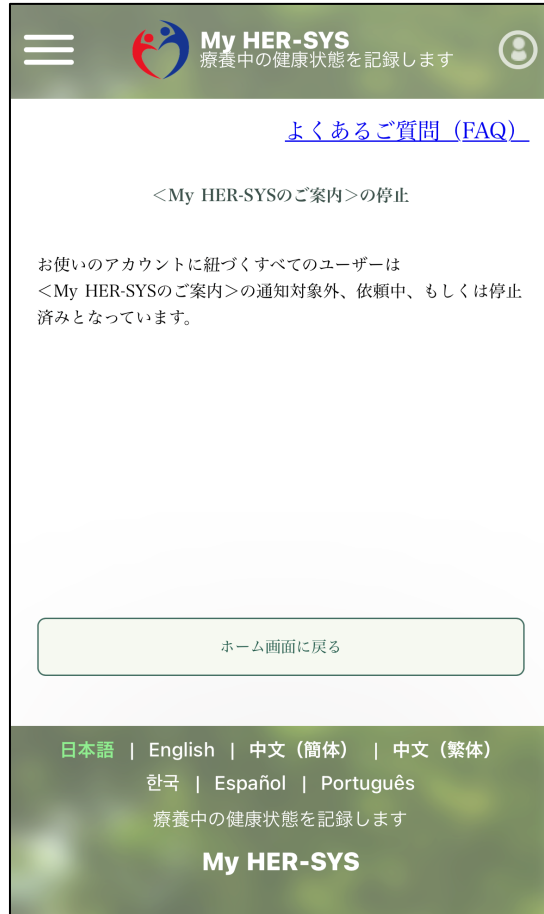 My HER-SYS
療養中の健康状態を記録します
よくあるご質問（FAQ）
＜My HER-SYSのご案内＞の停止
お使いのアカウントに紐づくすべてのユーザーは
＜My HER-SYSのご案内＞の通知対象外、依頼中、もしくは停止
済みとなっています。
ホーム画面に戻る
日本語 | English | 中文（簡体） | 中文（繁体）
한국 | Español | Português
療養中の健康状態を記録します
My HER-SYS